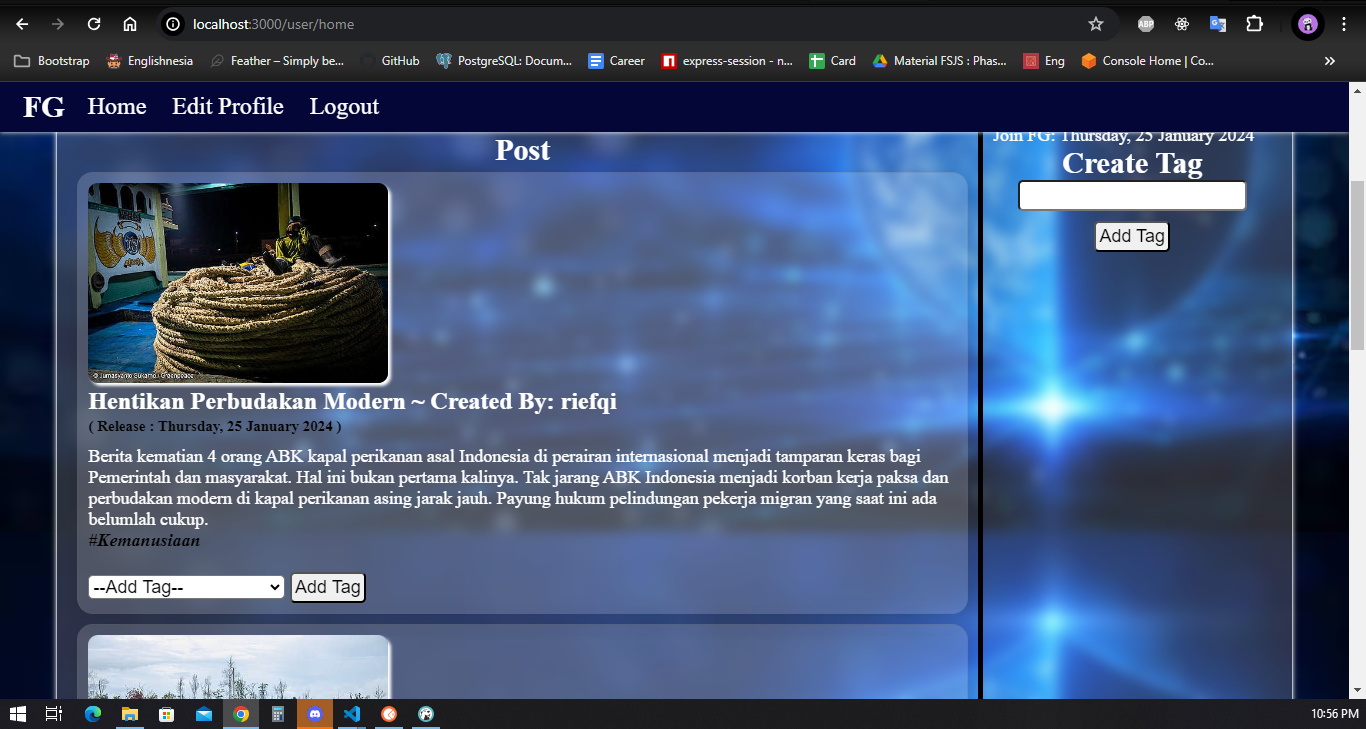 localhost:3000/user/home
ABP
Bootstrap
Englishnesia
Feather – Simply be...
GitHub
PostgreSQL: Docum...
Career
express-session - n...
Card
Material FSJS : Phas...
Eng
Console Home | Co...
FG Home Edit Profile Logout
Post
© Jurnasyanto Sukarno / Greenpeace
Hentikan Perbudakan Modern ~ Created By: riefqi
( Release : Thursday, 25 January 2024 )
Berita kematian 4 orang ABK kapal perikanan asal Indonesia di perairan internasional menjadi tamparan keras bagi
Pemerintah dan masyarakat. Hal ini bukan pertama kalinya. Tak jarang ABK Indonesia menjadi korban kerja paksa dan
perbudakan modern di kapal perikanan asing jarak jauh. Payung hukum pelindungan pekerja migran yang saat ini ada
belumlah cukup.
#Kemanusiaan
--Add Tag-- Add Tag
Join FG: Thursday, 25 January 2024
Create Tag
Add Tag
10:56 PM